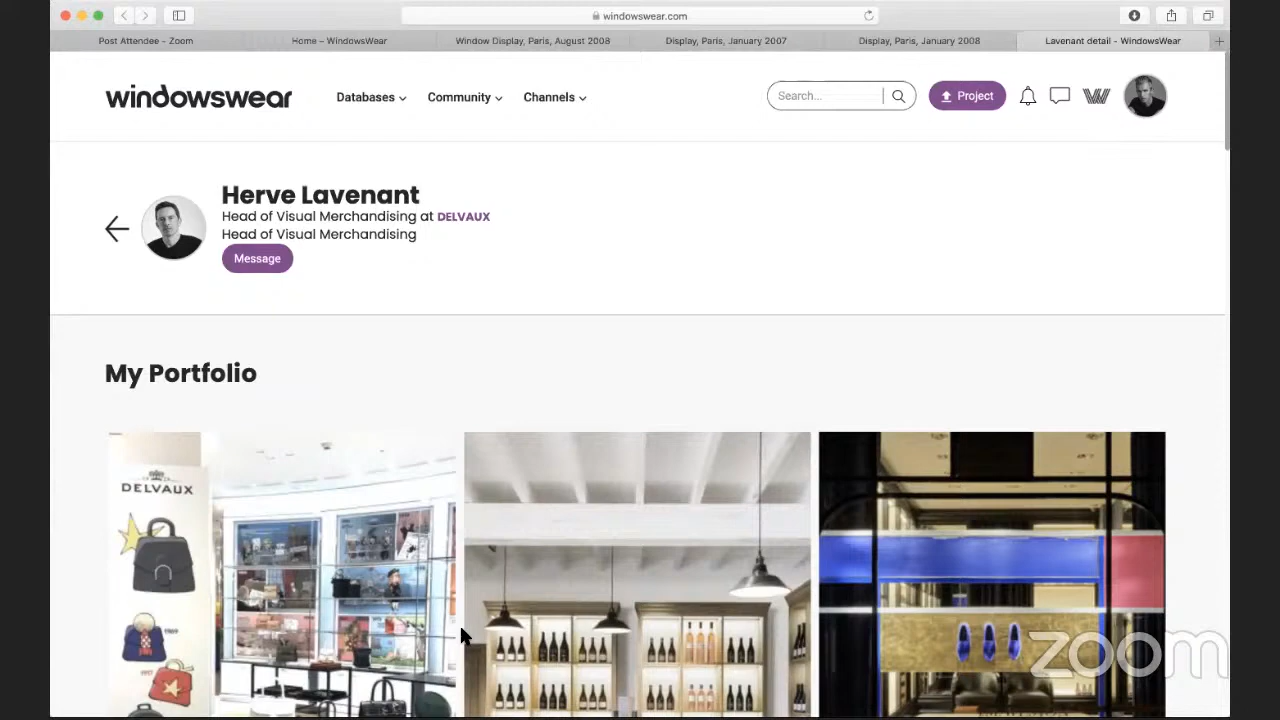 windowswear.com
Post Attendee - Zoom
Home – WindowsWear
Window Display, Paris, August 2008
Display, Paris, January 2007
Display, Paris, January 2008
Lavenant detail - WindowsWear
windowswear
Databases
Community
Channels
Search...
Project
Herve Lavenant
Head of Visual Merchandising at DELVAUX
Head of Visual Merchandising
Message
My Portfolio
DELVAUX
zoom